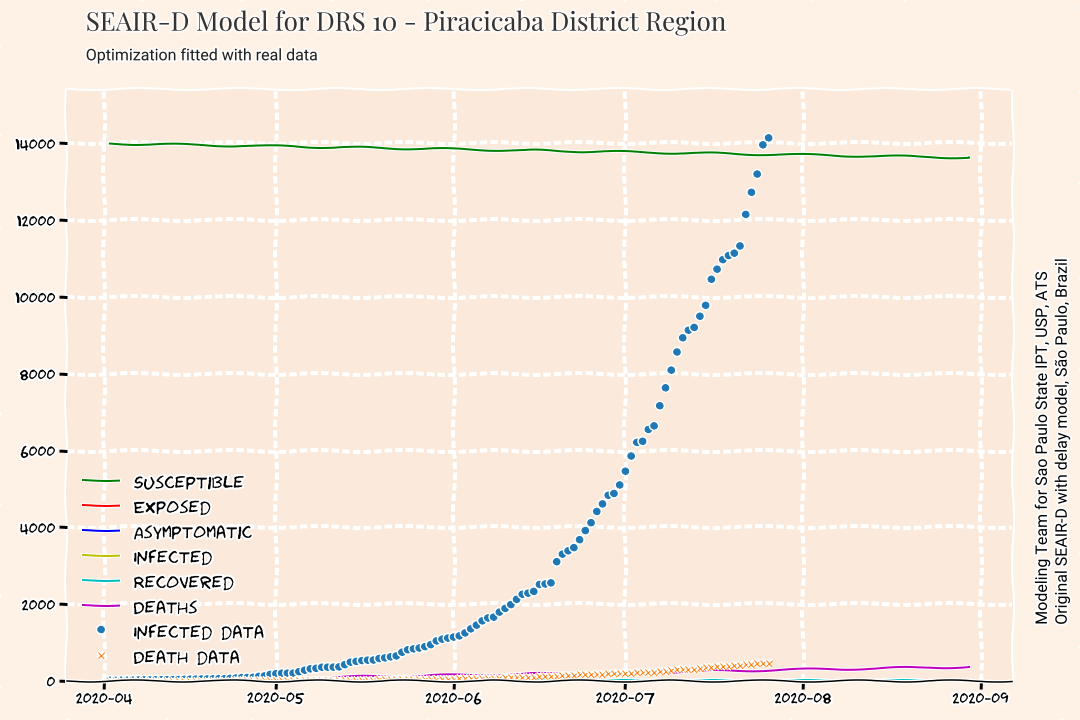 SEAIR-D Model for DRS 10 - Piracicaba District Region
Optimization fitted with real data
14000
12000
10000
8000
6000
4000
2000
0
SUSCEPTIBLE
EXPOSED
ASYMPTOMATIC
INFECTED
RECOVERED
DEATHS
INFECTED DATA
DEATH DATA
2020-04
2020-05
2020-06
2020-07
2020-08
2020-09
Modeling Team for Sao Paulo State IPT, USP, ATS
Original SEAIR-D with delay model, São Paulo, Brazil